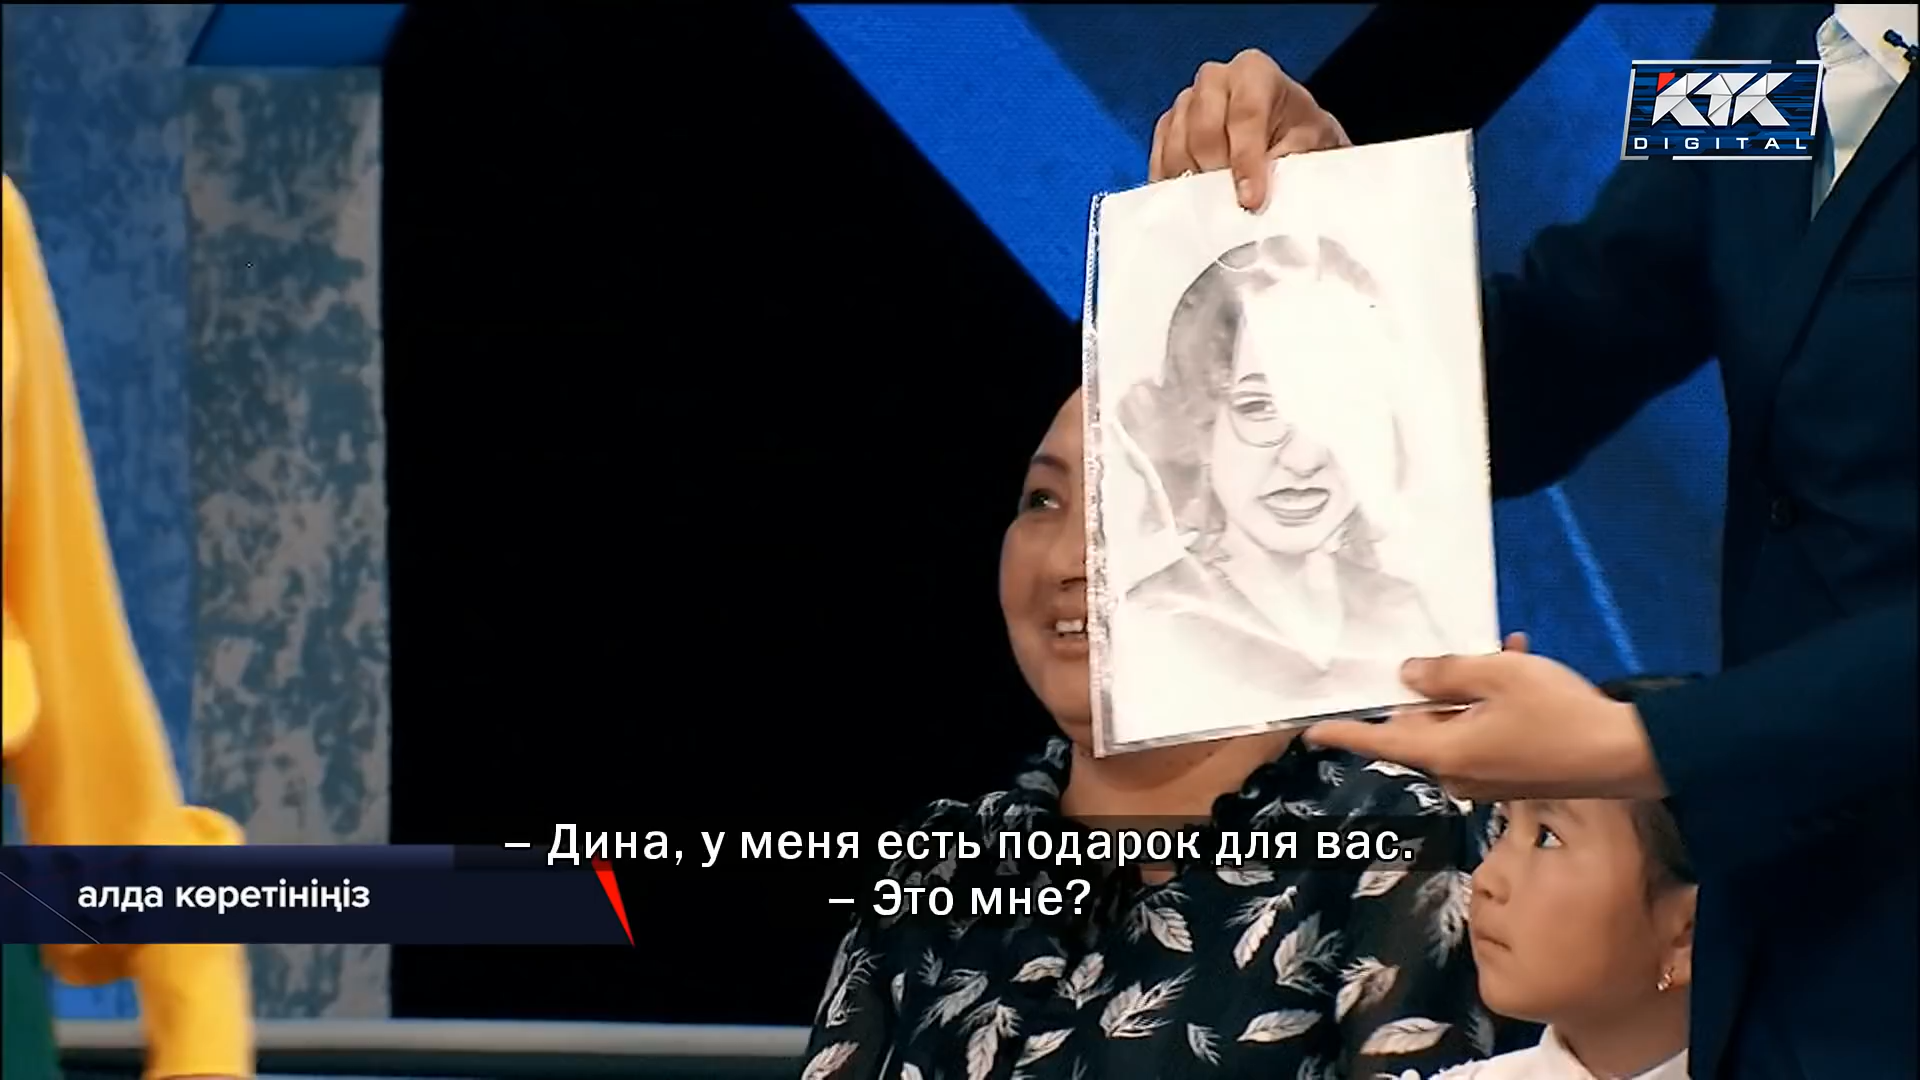 КТК
DIGITAL
– Дина, у меня есть подарок для вас.
– Это мне?
алда көретініңіз